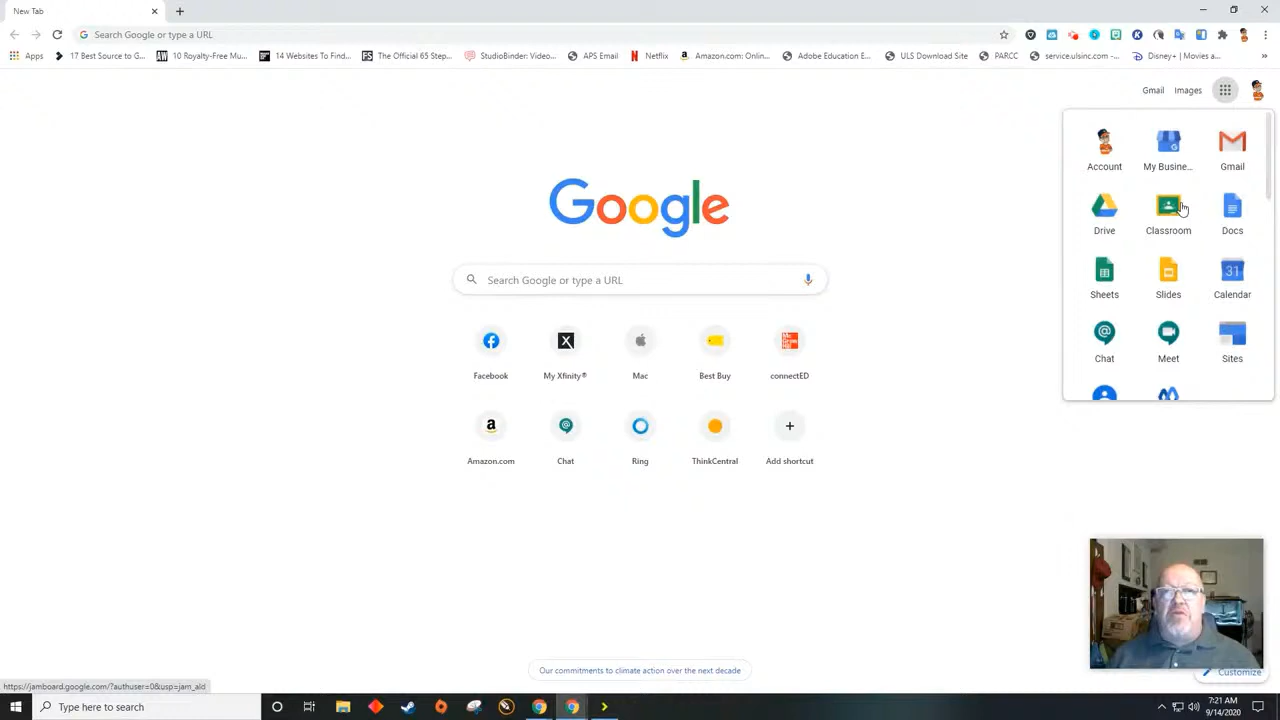 New Tab
Search Google or type a URL
Apps
17 Best Source to G...
10 Royalty-Free Mu...
14 Websites To Find...
The Official 65 Step...
StudioBinder: Video...
APS Email
Netflix
Amazon.com: Onlin...
Adobe Education E...
ULS Download Site
PARCC
service.ulsinc.com -...
Disney+ | Movies a...
Gmail
Images
Account
My Busine...
Gmail
Drive
Classroom
Docs
Sheets
Slides
Calendar
31
Chat
Meet
Sites
Google
Search Google or type a URL
Facebook
My Xfinity®
Mac
Best Buy
connectED
Amazon.com
Chat
Ring
ThinkCentral
Add shortcut
Our commitments to climate action over the next decade
Customize
https://jamboard.google.com/?authuser=0&usp=jam_ald
Type here to search
7:21 AM
9/14/2020